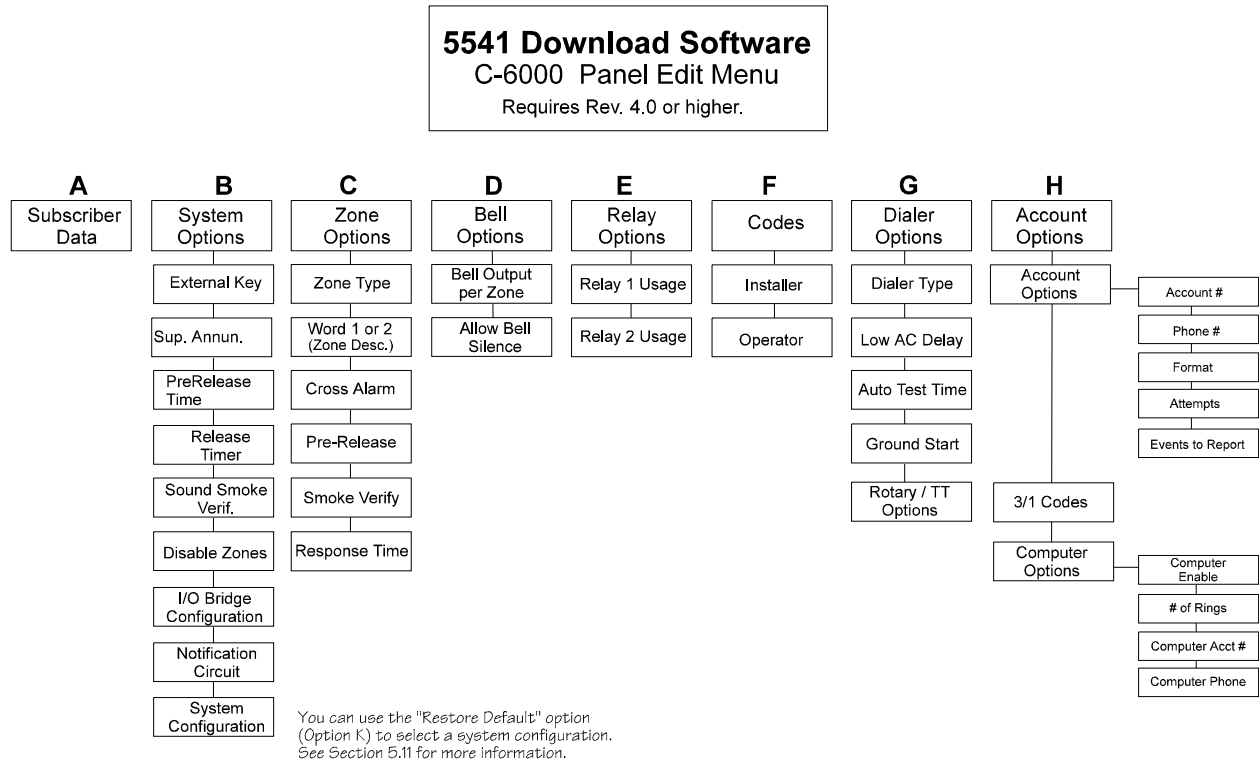 5541 Download Software
C-6000 Panel Edit Menu
Requires Rev. 4.0 or higher.
A
Subscriber
Data
B
System
Options
External Key
Sup. Annun.
PreRelease
Time
Release
Timer
Sound Smoke
Verif.
Disable Zones
I/O Bridge
Configuration
Notification
Circuit
System
Configuration
C
Zone
Options
Zone Type
Word 1 or 2
(Zone Desc.)
Cross Alarm
Pre-Release
Smoke Verify
Response Time
D
Bell
Options
Bell Output
per Zone
Allow Bell
Silence
E
Relay
Options
Relay 1 Usage
Relay 2 Usage
F
Codes
Installer
Operator
G
Dialer
Options
Dialer Type
Low AC Delay
Auto Test Time
Ground Start
Rotary / TT
Options
H
Account
Options
Account
Options
Account #
Phone #
Format
Attempts
Events to Report
3/1 Codes
Computer
Options
Computer
Enable
# of Rings
Computer Acct #
Computer Phone
You can use the "Restore Default" option
(Option K) to select a system configuration.
See Section 5.11 for more information.